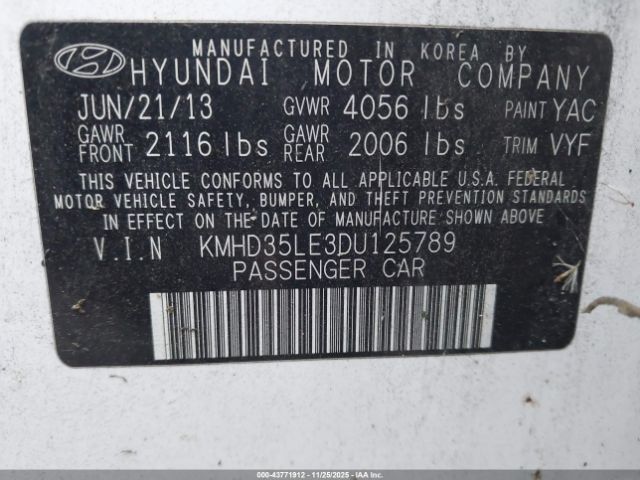 MANUFACTURED IN KOREA BY
HYUNDAI MOTOR COMPANY
JUN/21/13 GVWR 4056 lbs PAINT YAC
GAWR FRONT 2116 lbs GAWR REAR 2006 lbs TRIM VYF
THIS VEHICLE CONFORMS TO ALL APPLICABLE U.S.A. FEDERAL
MOTOR VEHICLE SAFETY, BUMPER, AND THEFT PREVENTION STANDARDS
IN EFFECT ON THE DATE OF MANUFACTURE SHOWN ABOVE
V.I.N KMHD35LE3DU125789
PASSENGER CAR
000-43771912 - 11/25/2025 - IAAI.COM